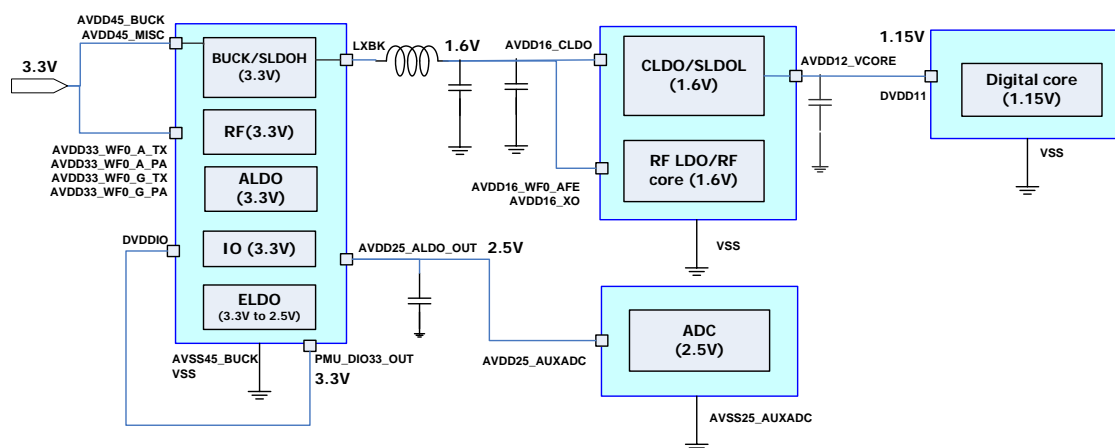 AVDD45_BUCK
AVDD45_MISC
3.3V
BUCK/SLDOH
(3.3V)
LXBK
1.6V
AVDD16_CLDO
CLDO/SLDOL
(1.6V)
1.15V
AVDD12_VCORE
DVDD11
Digital core
(1.15V)
VSS
RF(3.3V)
AVDD33_WF0_A_TX
AVDD33_WF0_A_PA
AVDD33_WF0_G_TX
AVDD33_WF0_G_PA
ALDO
(3.3V)
RF LDO/RF
core (1.6V)
AVDD16_WF0_AFE
AVDD16_XO
VSS
DVDDIO
IO (3.3V)
AVDD25_ALDO_OUT
2.5V
ELDO
(3.3V to 2.5V)
ADC
(2.5V)
AVDD25_AUXADC
AVSS45_BUCK
VSS
PMU_DIO33_OUT
3.3V
AVSS25_AUXADC